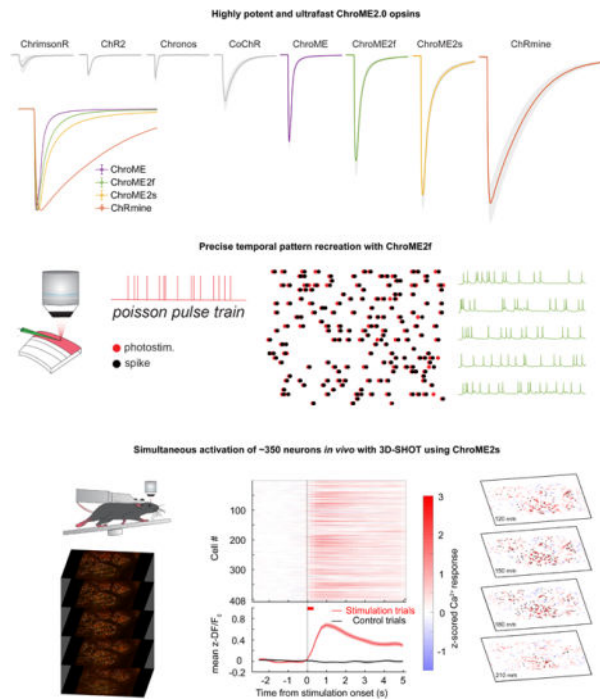 Highly potent and ultrafast ChroME2.0 opsins
ChrimsonR ChR2 Chronos CoChR ChroME ChroME2f ChroME2s ChRmine
ChroME
ChroME2f
ChroME2s
ChRmine
Precise temporal pattern recreation with ChroME2f
poisson pulse train
photostim.
spike
Simultaneous activation of ~350 neurons in vivo with 3D-SHOT using ChroME2s
Cell #
100
200
300
408
3
2
1
0
-1
z-scored Ca²⁺ response
120 mm
150 mm
180 mm
210 mm
mean z-DF/F₀
0.8
0.4
0
-0.2
Stimulation trials
Control trials
-2 -1 0 1 2 3 4 5
Time from stimulation onset (s)